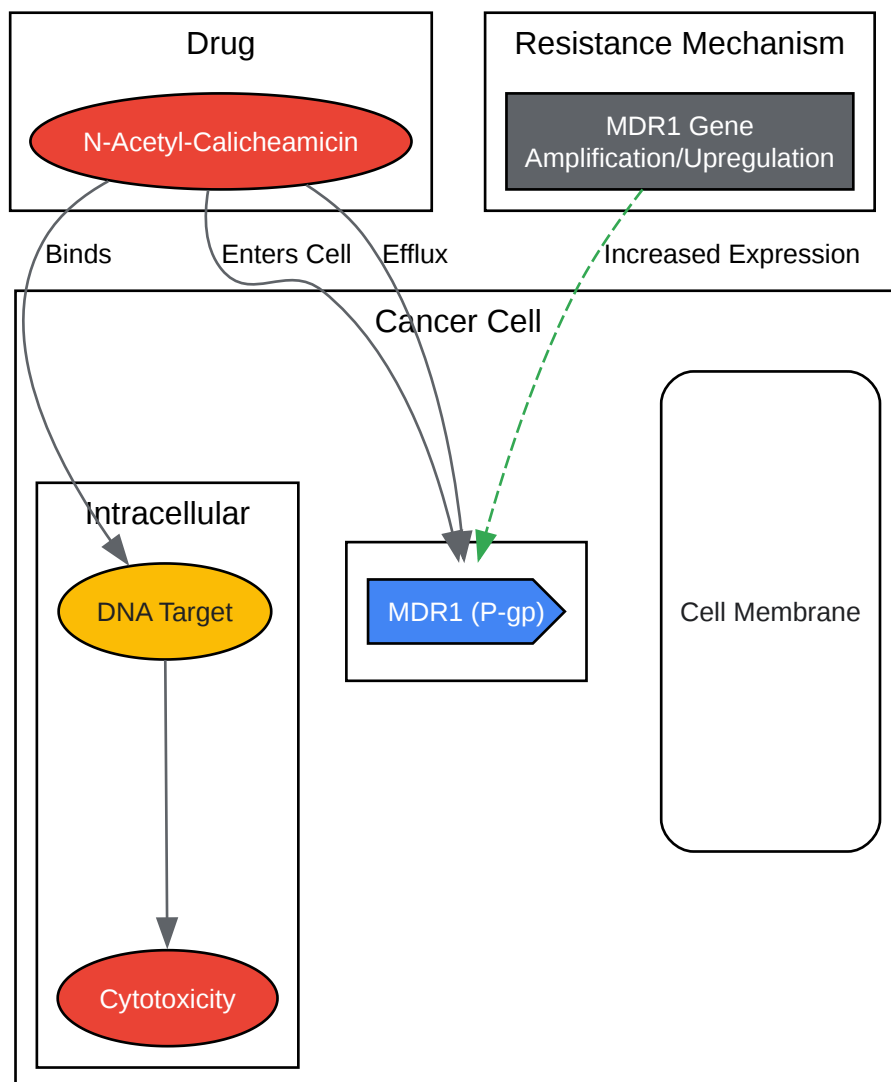 Drug
Resistance Mechanism
N-Acetyl-Calicheamicin
MDR1 Gene
Amplification/Upregulation
Binds
Enters Cell
Efflux
Increased Expression
Cancer Cell
Intracellular
DNA Target
MDR1 (P-gp)
Cell Membrane
Cytotoxicity